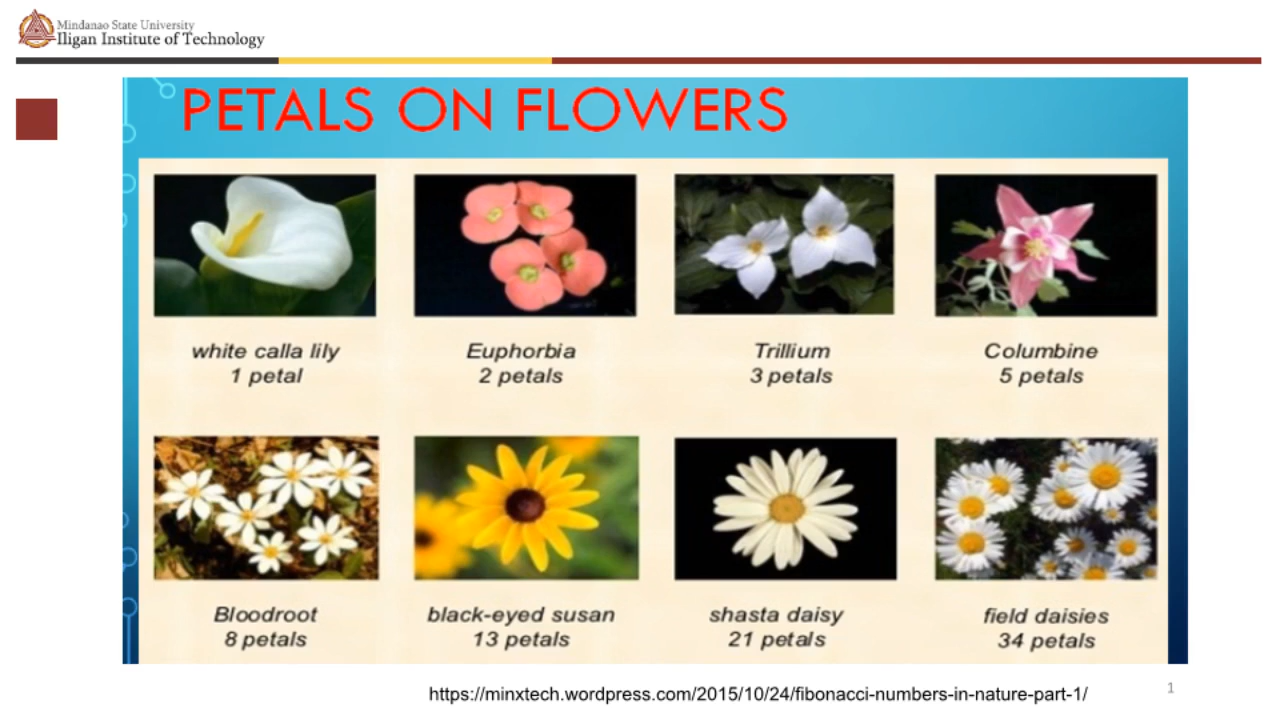 Mindanao State University
Iligan Institute of Technology
PETALS ON FLOWERS
white calla lily
1 petal
Euphorbia
2 petals
Trillium
3 petals
Columbine
5 petals
Bloodroot
8 petals
black-eyed susan
13 petals
shasta daisy
21 petals
field daisies
34 petals
https://minxtech.wordpress.com/2015/10/24/fibonacci-numbers-in-nature-part-1/
1